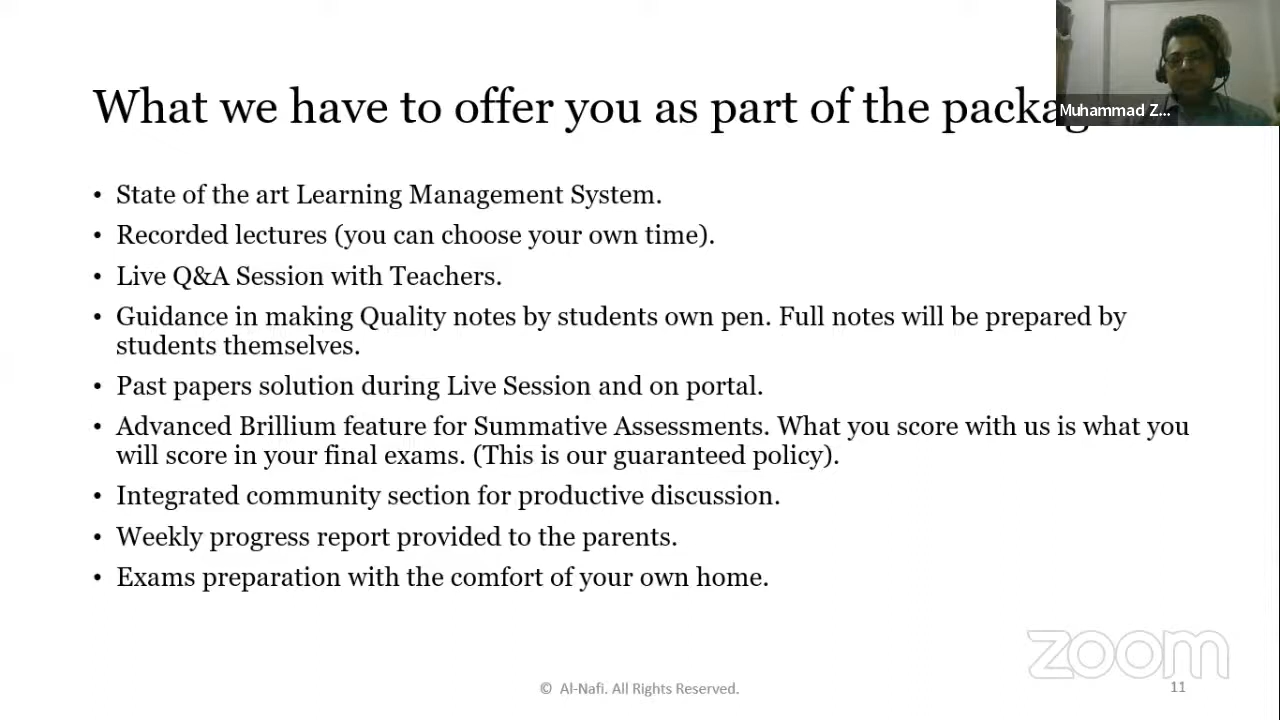 What we have to offer you as part of the packag
Muhammad Z...
• State of the art Learning Management System.
• Recorded lectures (you can choose your own time).
• Live Q&A Session with Teachers.
• Guidance in making Quality notes by students own pen. Full notes will be prepared by
students themselves.
• Past papers solution during Live Session and on portal.
• Advanced Brillium feature for Summative Assessments. What you score with us is what you
will score in your final exams. (This is our guaranteed policy).
• Integrated community section for productive discussion.
• Weekly progress report provided to the parents.
• Exams preparation with the comfort of your own home.
zoom
© Al-Nafi. All Rights Reserved.
11